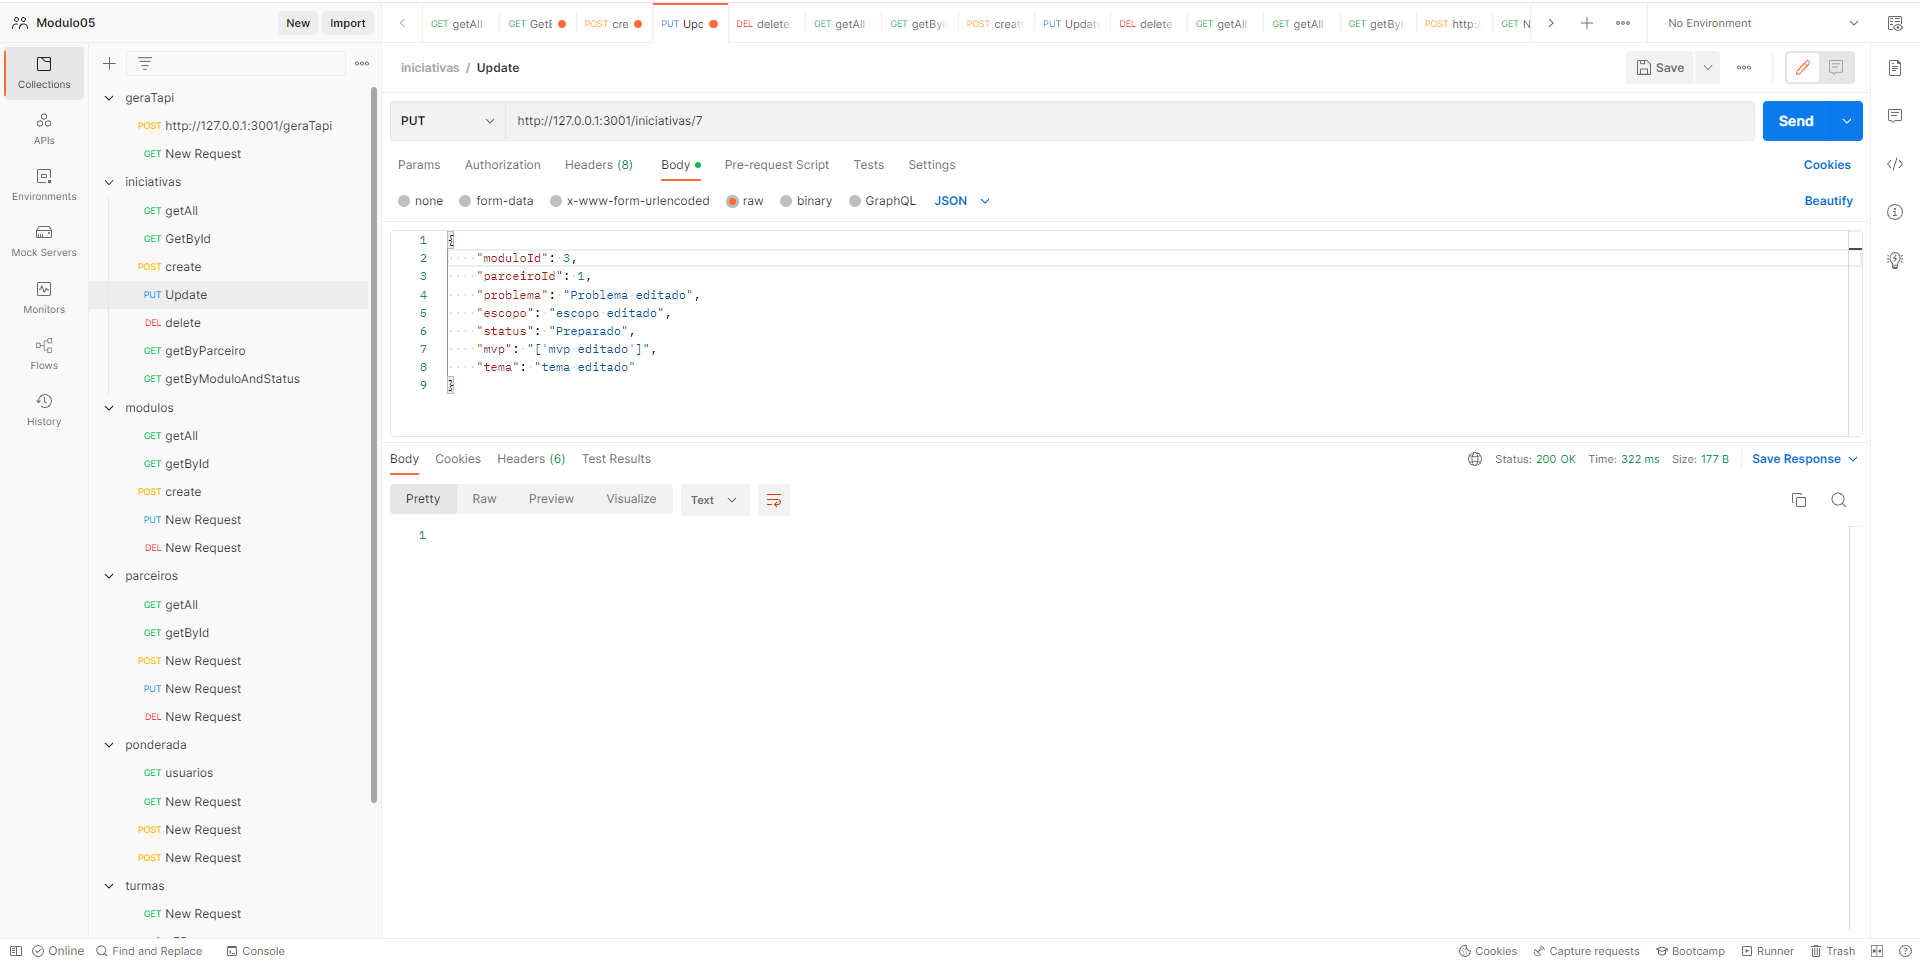 Modulo05
New
Import
GET getAll
GET GetE
POST cre
PUT Upc
DEL delete
GET getAll
GET getBy
POST create
PUT Update
DEL delete
GET getAll
GET getAll
GET getBy
POST http:
GET N
No Environment
Collections
APIs
Environments
Mock Servers
Monitors
Flows
History
geraTapi
POST http://127.0.0.1:3001/geraTapi
GET New Request
iniciativas
GET getAll
GET GetById
POST create
PUT Update
DEL delete
GET getByParceiro
GET getByModuloAndStatus
modulos
GET getAll
GET getById
POST create
PUT New Request
DEL New Request
parceiros
GET getAll
GET getById
POST New Request
PUT New Request
DEL New Request
ponderada
GET usuarios
GET New Request
POST New Request
POST New Request
turmas
GET New Request
iniciativas / Update
Save
PUT
http://127.0.0.1:3001/iniciativas/7
Send
Params
Authorization
Headers (8)
Body
Pre-request Script
Tests
Settings
Cookies
none
form-data
x-www-form-urlencoded
raw
binary
GraphQL
JSON
Beautify
1 {
2 "moduloId": 3,
3 "parceiroId": 1,
4 "problema": "Problema editado",
5 "escopo": "escopo editado",
6 "status": "Preparado",
7 "mvp": "['mvp editado']",
8 "tema": "tema editado"
9 }
Body
Cookies
Headers (6)
Test Results
Status: 200 OK
Time: 322 ms
Size: 177 B
Save Response
Pretty
Raw
Preview
Visualize
Text
1
Online
Find and Replace
Console
Cookies
Capture requests
Bootcamp
Runner
Trash